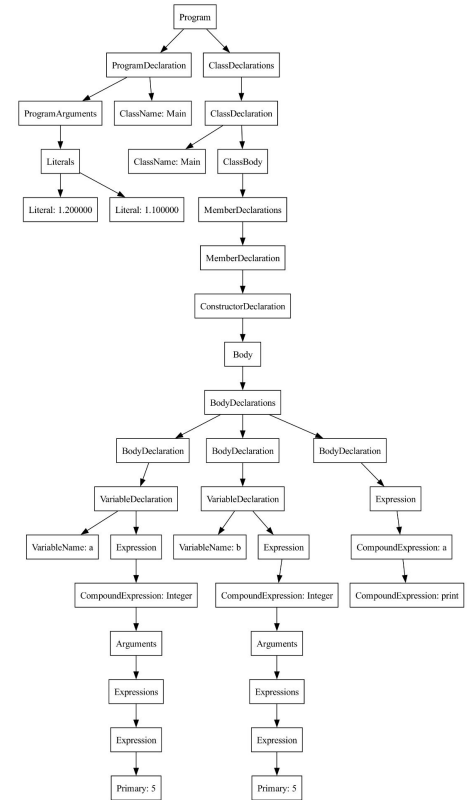 Program
ProgramDeclaration
ClassDeclarations
ProgramArguments
ClassName: Main
ClassDeclaration
Literals
ClassName: Main
ClassBody
Literal: 1.200000
Literal: 1.100000
MemberDeclarations
MemberDeclaration
ConstructorDeclaration
Body
BodyDeclarations
BodyDeclaration
BodyDeclaration
BodyDeclaration
VariableDeclaration
VariableDeclaration
Expression
VariableName: a
Expression
VariableName: b
Expression
CompoundExpression: a
CompoundExpression: Integer
CompoundExpression: Integer
CompoundExpression: print
Arguments
Arguments
Expressions
Expressions
Expression
Expression
Primary: 5
Primary: 5